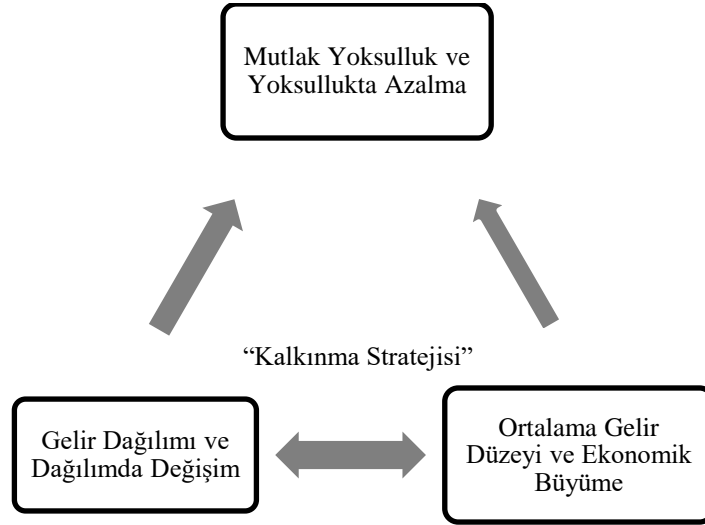 Mutlak Yoksulluk ve
Yoksullukta Azalma
“Kalkınma Stratejisi”
Gelir Dağılımı ve
Dağılımda Değişim
Ortalama Gelir
Düzeyi ve Ekonomik
Büyüme